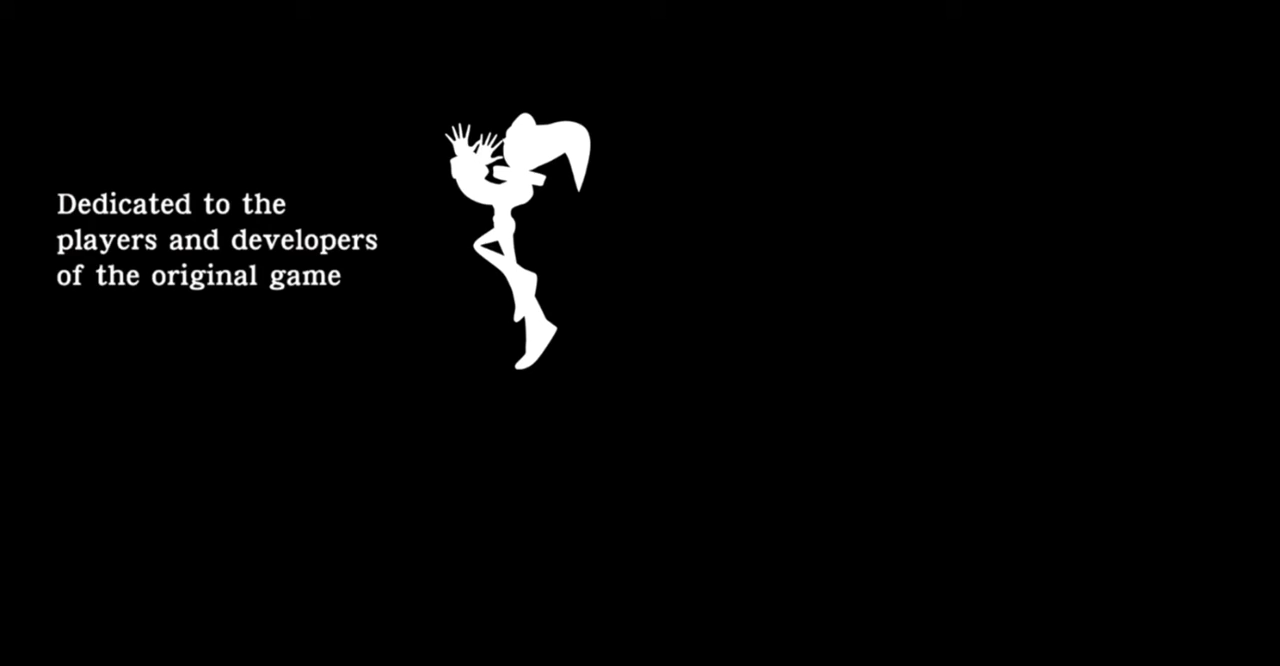 Dedicated to the
players and developers
of the original game